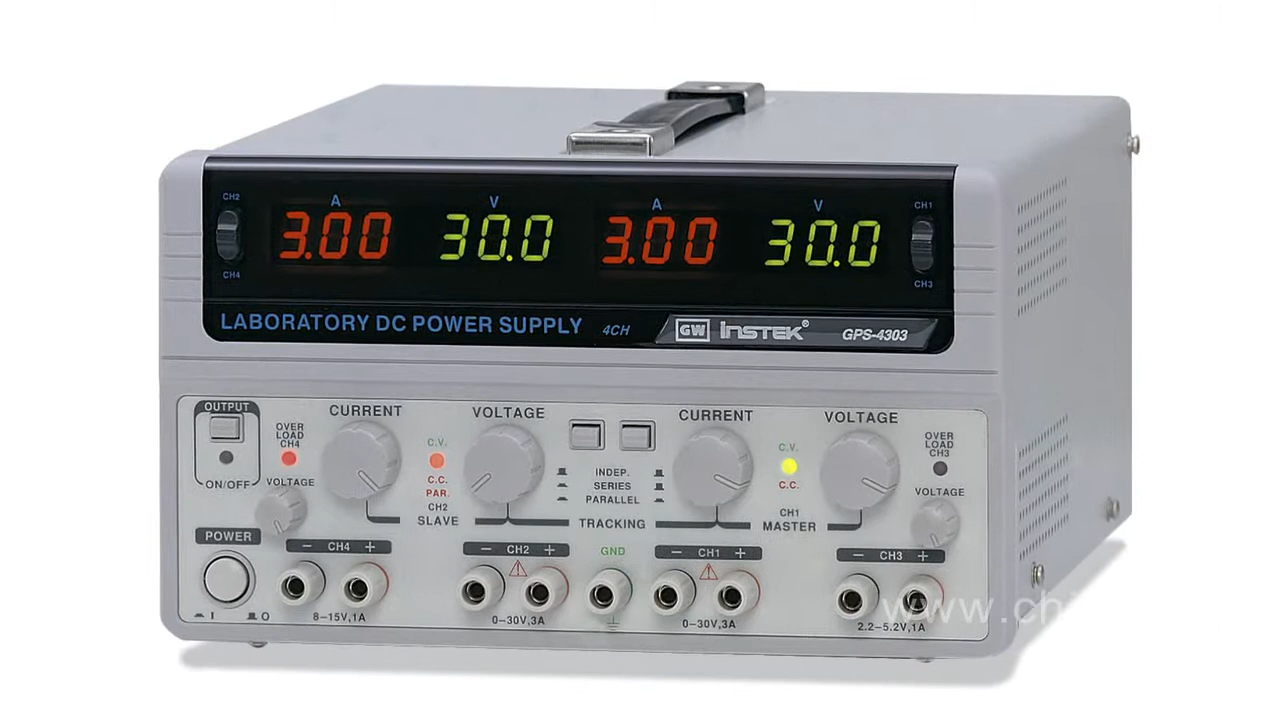 CH2
A
V
A
V
CH1
3.00
30.0
3.00
30.0
CH4
CH3
LABORATORY DC POWER SUPPLY
4CH
GW INSTEK®
GPS-4303
OUTPUT
ON/OFF
OVER
LOAD
CH4
VOLTAGE
CURRENT
C.V.
C.C.
PAR.
CH2
SLAVE
VOLTAGE
INDEP.
SERIES
PARALLEL
TRACKING
CURRENT
C.V.
C.C.
CH1
MASTER
VOLTAGE
OVER
LOAD
CH3
VOLTAGE
POWER
I
O
− CH4 +
8–15V,1A
− CH2 +
0–30V,3A
GND
− CH1 +
0–30V,3A
− CH3 +
2.2–5.2V,1A
www.ch